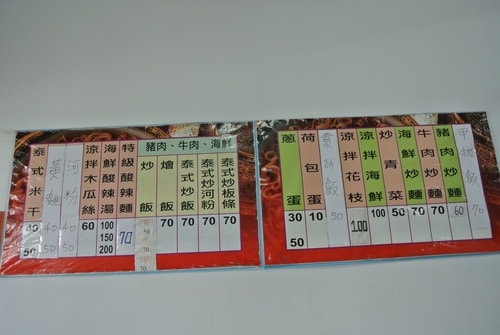 泰式米干 40 50
黃麵 40 50
河粉 40 50
涼拌木瓜絲 60
海鮮酸辣湯 100 150 200
特級酸辣麵 70
豬肉、牛肉、海鮮
炒飯 50 70
燴飯 70
泰式炒飯 70
泰式炒河粉 70
泰式炒板條 70
蔥蛋 30 50
荷包蛋 10
50
涼拌花枝 100
涼拌海鮮 100
炒青菜 50
海鮮炒麵 70
牛肉炒麵 70
豬肉炒麵 60
70